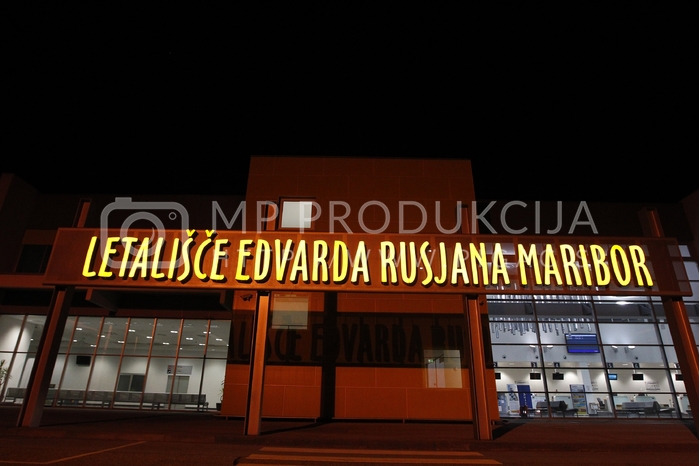 MP PRODUKCIJA
LETALIŠČE EDVARDA RUSJANA MARIBOR